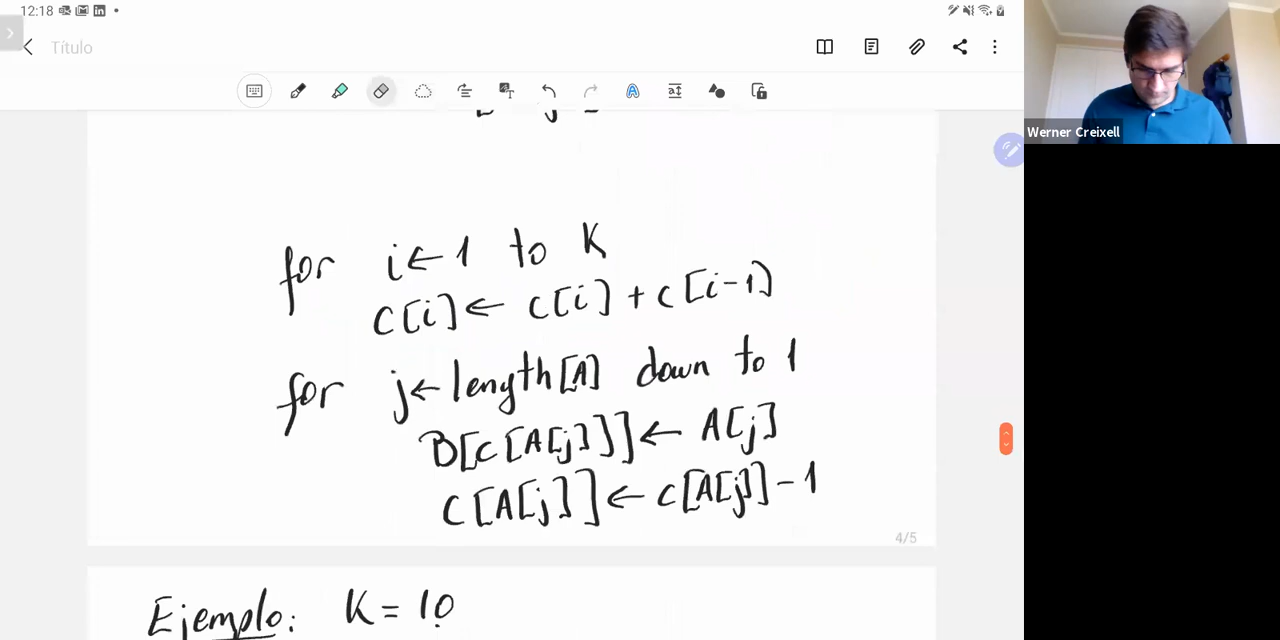 12:18
Título
Werner Creixell
for i ← 1 to K
C[i] ← C[i] + C[i-1]
for j ← length[A] down to 1
B[C[A[j]]] ← A[j]
C[A[j]] ← C[A[j]] - 1
4/5
Ejemplo: K = 10